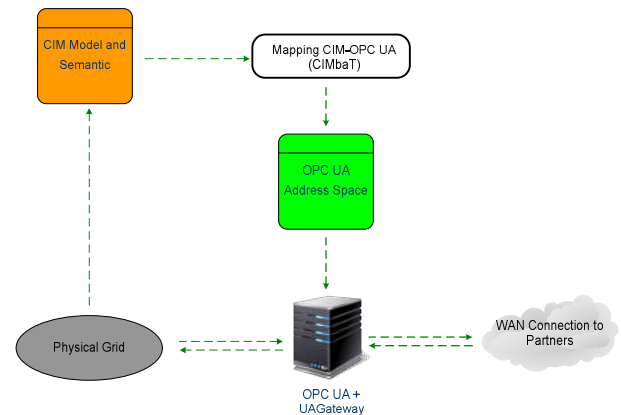 CIM Model and
Semantic
Mapping CIM-OPC UA
(CIMbaT)
OPC UA
Address Space
Physical Grid
WAN Connection to
Partners
OPC UA +
UAGateway